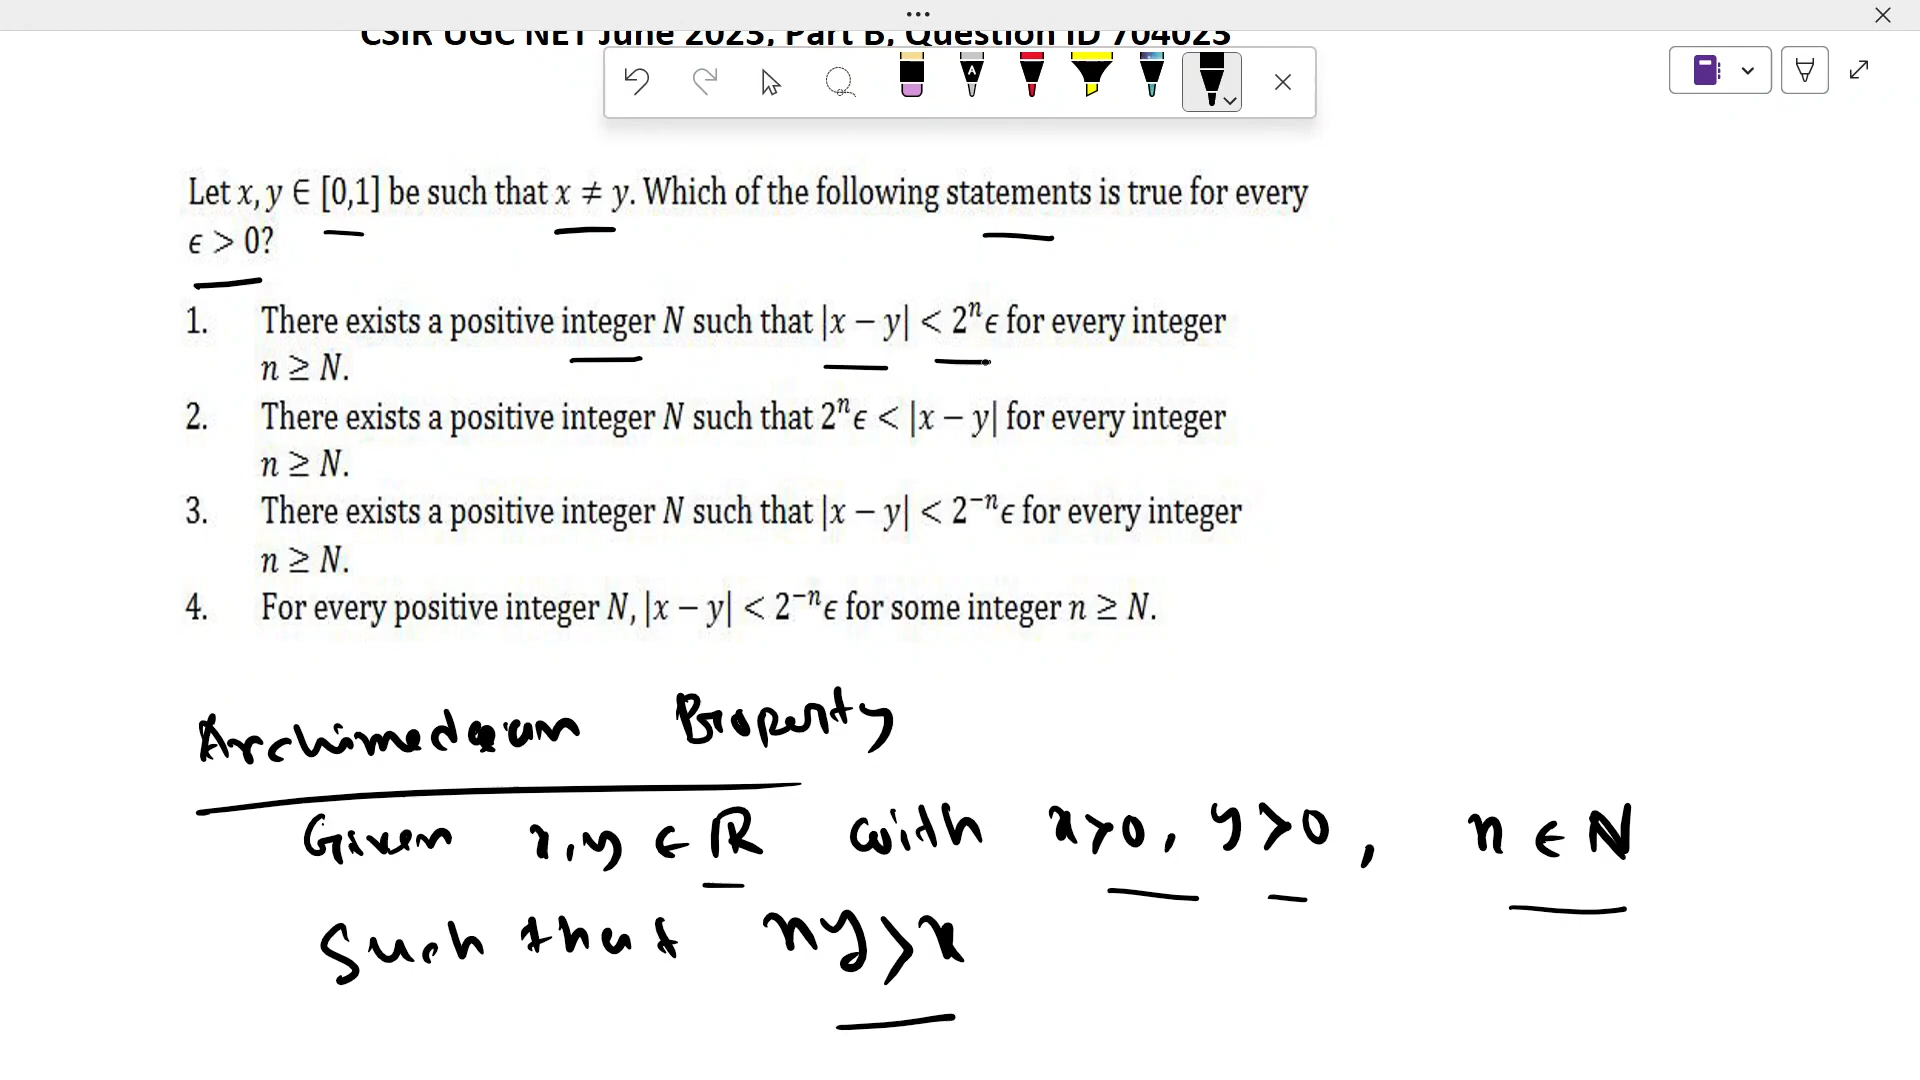 CSIR UGC NET June 2023, Part B, Question ID 704023
Let x, y ∈ [0,1] be such that x ≠ y. Which of the following statements is true for every
ϵ > 0?
1. There exists a positive integer N such that |x − y| < 2ⁿϵ for every integer
n ≥ N.
2. There exists a positive integer N such that 2ⁿϵ < |x − y| for every integer
n ≥ N.
3. There exists a positive integer N such that |x − y| < 2⁻ⁿϵ for every integer
n ≥ N.
4. For every positive integer N, |x − y| < 2⁻ⁿϵ for some integer n ≥ N.
Archimedean Property
Given x, y ∈ ℝ with x>0, y>0, n ∈ ℕ
Such that ny > x